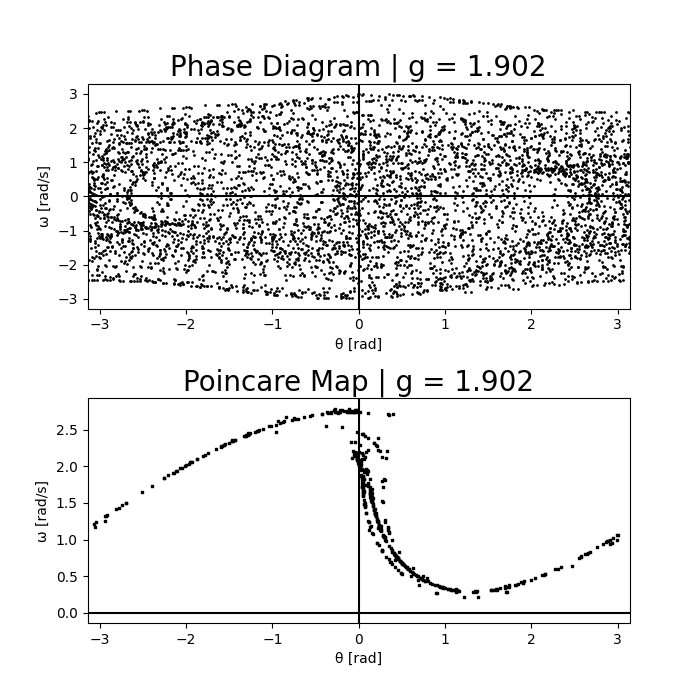 Phase Diagram | g = 1.902
3
2
1
0
−1
−2
−3
ω [rad/s]
−3 −2 −1 0 1 2 3
θ [rad]
Poincare Map | g = 1.902
2.5
2.0
1.5
1.0
0.5
0.0
ω [rad/s]
−3 −2 −1 0 1 2 3
θ [rad]